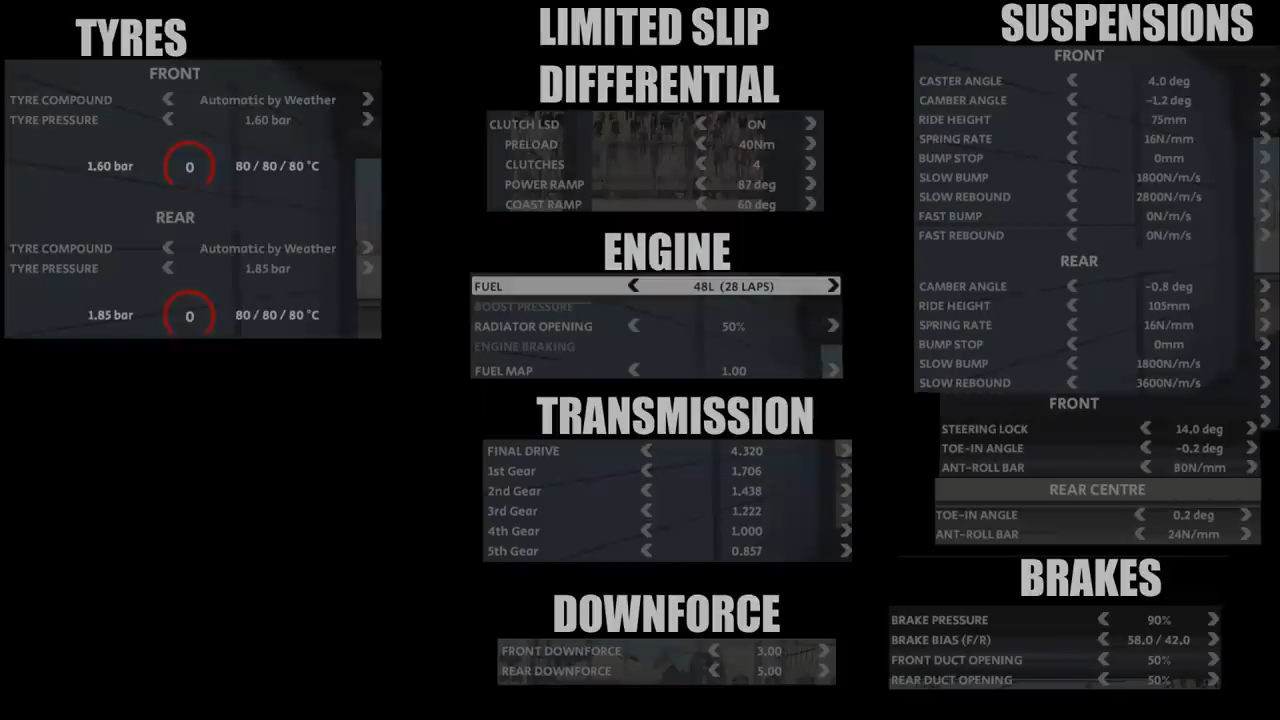 TYRES
FRONT
TYRE COMPOUND Automatic by Weather
TYRE PRESSURE 1.60 bar
1.60 bar 0 80 / 80 / 80 °C
REAR
TYRE COMPOUND Automatic by Weather
TYRE PRESSURE 1.85 bar
1.85 bar 0 80 / 80 / 80 °C
LIMITED SLIP
DIFFERENTIAL
CLUTCH LSD ON
PRELOAD 40Nm
CLUTCHES 4
POWER RAMP 87 deg
COAST RAMP 60 deg
ENGINE
FUEL 48L (28 LAPS)
BOOST PRESSURE
RADIATOR OPENING 50%
ENGINE BRAKING
FUEL MAP 1.00
TRANSMISSION
FINAL DRIVE 4.320
1st Gear 1.706
2nd Gear 1.438
3rd Gear 1.222
4th Gear 1.000
5th Gear 0.857
DOWNFORCE
FRONT DOWNFORCE 3.00
REAR DOWNFORCE 5.00
SUSPENSIONS
FRONT
CASTER ANGLE 4.0 deg
CAMBER ANGLE -1.2 deg
RIDE HEIGHT 75mm
SPRING RATE 16N/mm
BUMP STOP 0mm
SLOW BUMP 1800N/m/s
SLOW REBOUND 2800N/m/s
FAST BUMP 0N/m/s
FAST REBOUND 0N/m/s
REAR
CAMBER ANGLE -0.8 deg
RIDE HEIGHT 105mm
SPRING RATE 16N/mm
BUMP STOP 0mm
SLOW BUMP 1800N/m/s
SLOW REBOUND 3600N/m/s
FRONT
STEERING LOCK 14.0 deg
TOE-IN ANGLE -0.2 deg
ANT-ROLL BAR 80N/mm
REAR CENTRE
TOE-IN ANGLE 0.2 deg
ANT-ROLL BAR 24N/mm
BRAKES
BRAKE PRESSURE 90%
BRAKE BIAS (F/R) 58.0 / 42.0
FRONT DUCT OPENING 50%
REAR DUCT OPENING 50%